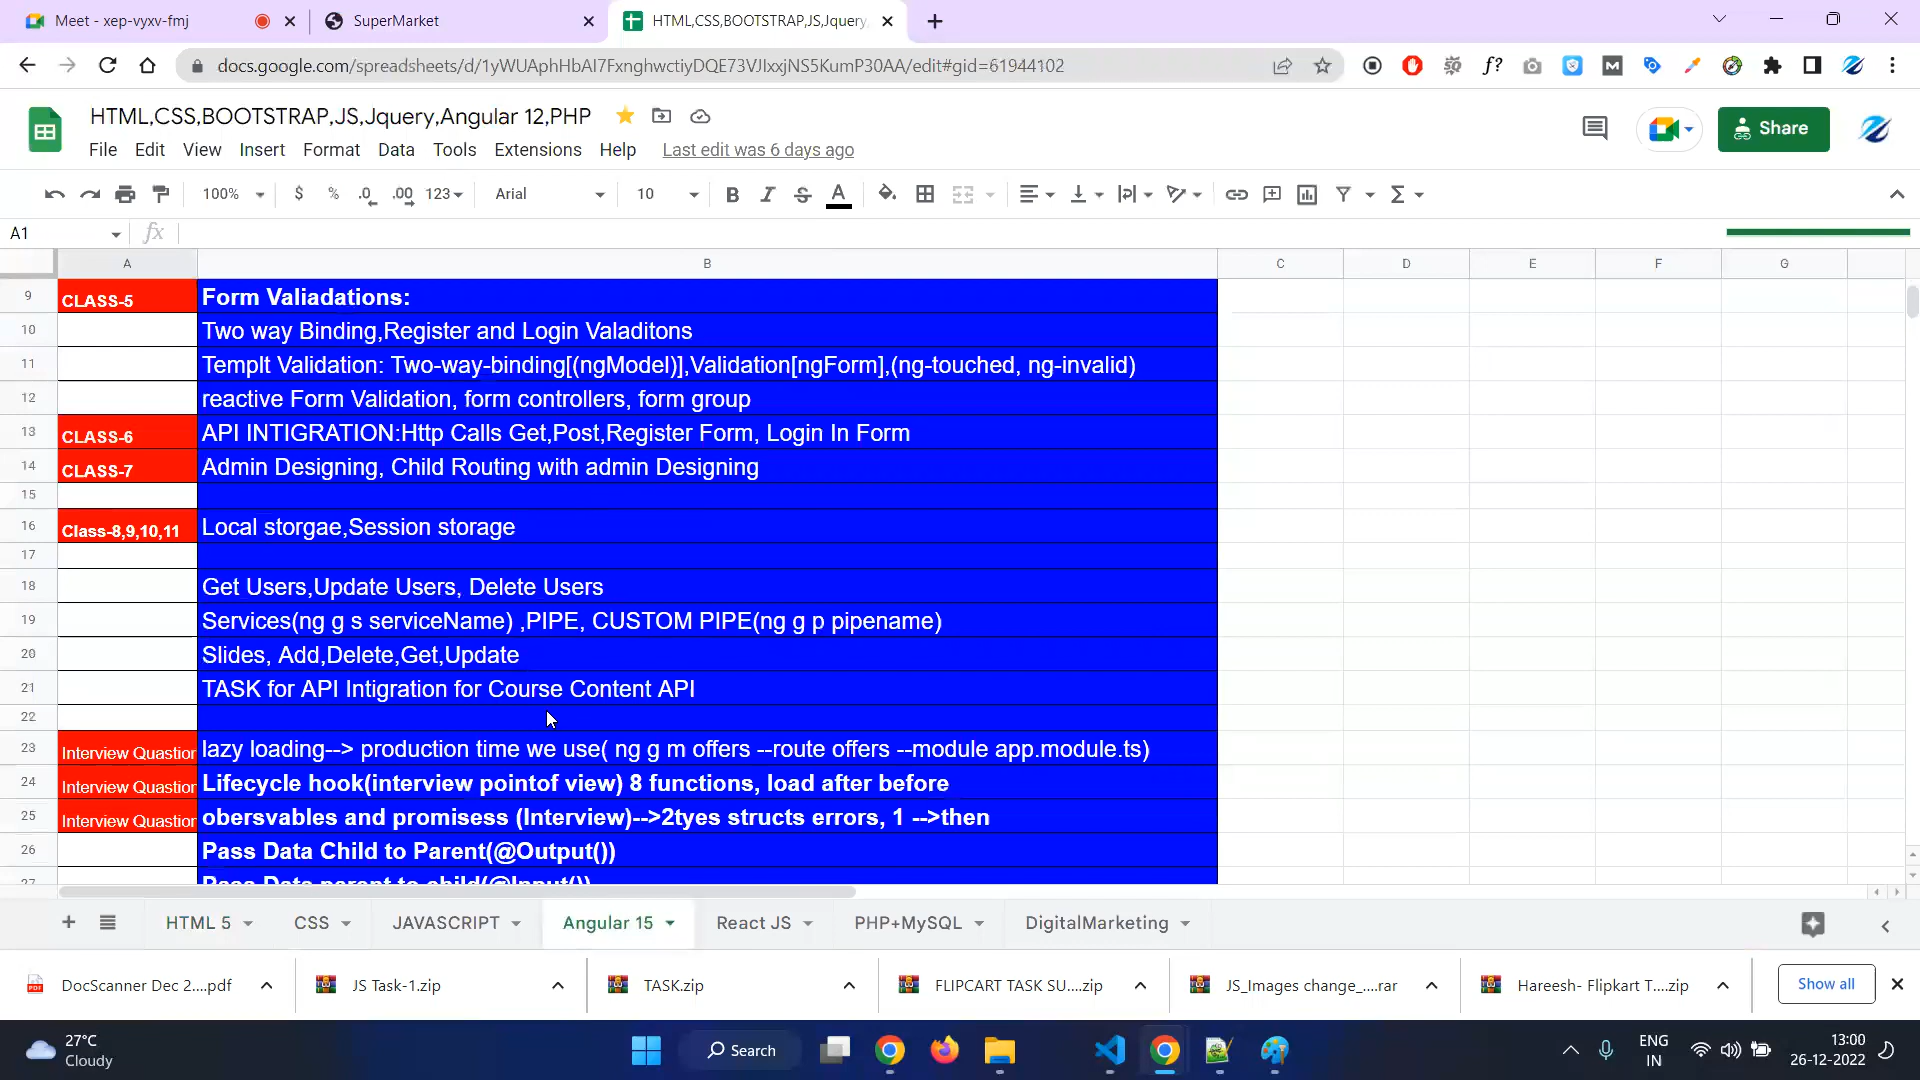 Meet - xep-vyxv-fmj
SuperMarket
HTML,CSS,BOOTSTRAP,JS,Jquery,
docs.google.com/spreadsheets/d/1yWUAphHbAI7FxnghwctiyDQE73VJIxxjNS5KumP30AA/edit#gid=61944102
HTML,CSS,BOOTSTRAP,JS,Jquery,Angular 12,PHP
Share
File Edit View Insert Format Data Tools Extensions Help Last edit was 6 days ago
100% $ % .0 .00 123 Arial 10 B I S A
A1 fx
A B C D E F G
9 CLASS-5 Form Valiadations:
10 Two way Binding,Register and Login Valaditons
11 Templt Validation: Two-way-binding[(ngModel)],Validation[ngForm],(ng-touched, ng-invalid)
12 reactive Form Validation, form controllers, form group
13 CLASS-6 API INTIGRATION:Http Calls Get,Post,Register Form, Login In Form
14 CLASS-7 Admin Designing, Child Routing with admin Designing
15
16 Class-8,9,10,11 Local storgae,Session storage
17
18 Get Users,Update Users, Delete Users
19 Services(ng g s serviceName) ,PIPE, CUSTOM PIPE(ng g p pipename)
20 Slides, Add,Delete,Get,Update
21 TASK for API Intigration for Course Content API
22
23 Interview Question lazy loading--> production time we use( ng g m offers --route offers --module app.module.ts)
24 Interview Question Lifecycle hook(interview pointof view) 8 functions, load after before
25 Interview Question obersvables and promisess (Interview)-->2tyes structs errors, 1 -->then
26 Pass Data Child to Parent(@Output())
27 Pass Data parent to child(@Input())
HTML 5 CSS JAVASCRIPT Angular 15 React JS PHP+MySQL DigitalMarketing
DocScanner Dec 2....pdf JS Task-1.zip TASK.zip FLIPCART TASK SU....zip JS_Images change_....rar Hareesh- Flipkart T....zip Show all
27°C
Cloudy
Search
ENG
IN
13:00
26-12-2022